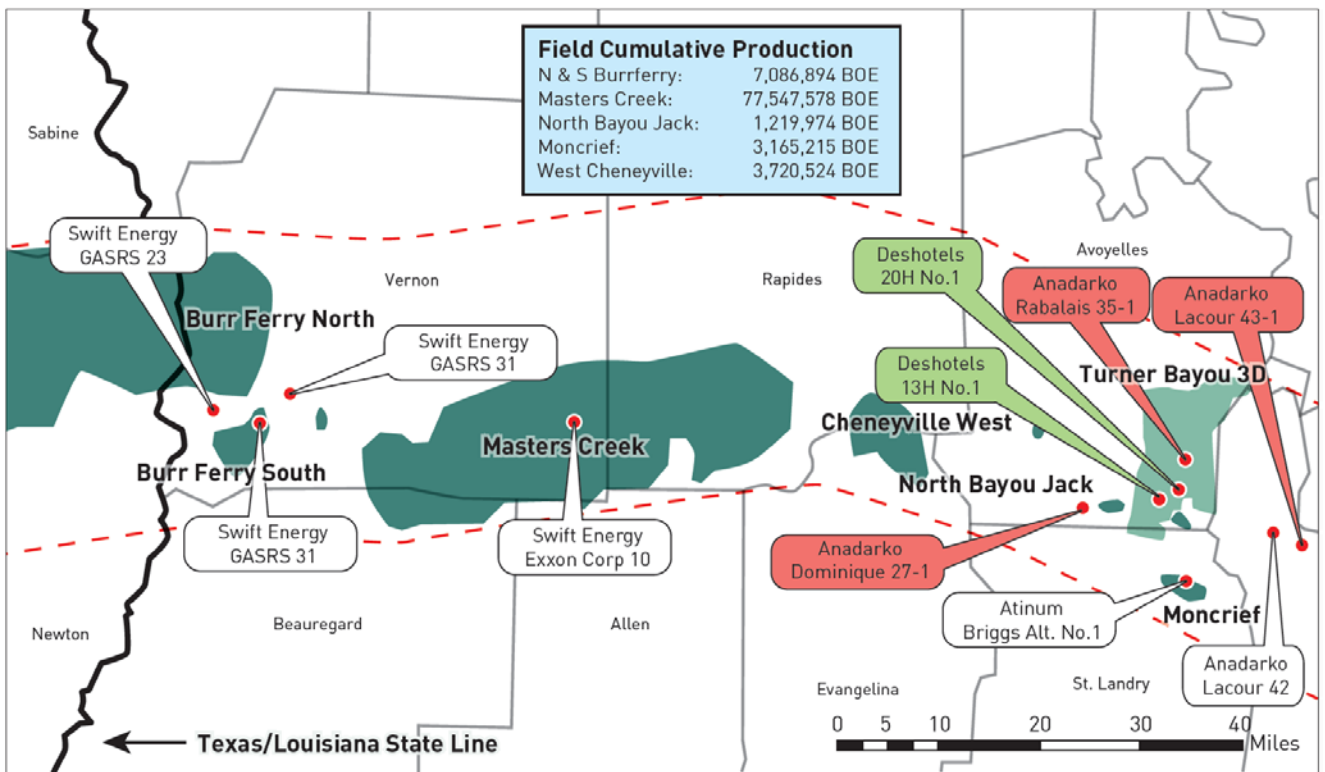 Field Cumulative Production
N & S Burrferry: 7,086,894 BOE
Masters Creek: 77,547,578 BOE
North Bayou Jack: 1,219,974 BOE
Moncrief: 3,165,215 BOE
West Cheneyville: 3,720,524 BOE
Sabine
Swift Energy
GASRS 23
Vernon
Rapides
Avoyelles
Deshotels
20H No.1
Anadarko
Rabalais 35-1
Anadarko
Lacour 43-1
Burr Ferry North
Swift Energy
GASRS 31
Deshotels
13H No.1
Turner Bayou 3D
Cheneyville West
Masters Creek
Burr Ferry South
North Bayou Jack
Swift Energy
GASRS 31
Swift Energy
Exxon Corp 10
Anadarko
Dominique 27-1
Atinum
Briggs Alt. No.1
Moncrief
Newton
Beauregard
Allen
Anadarko
Lacour 42
Evangelina
St. Landry
0 5 10 20 30 40
Miles
Texas/Louisiana State Line